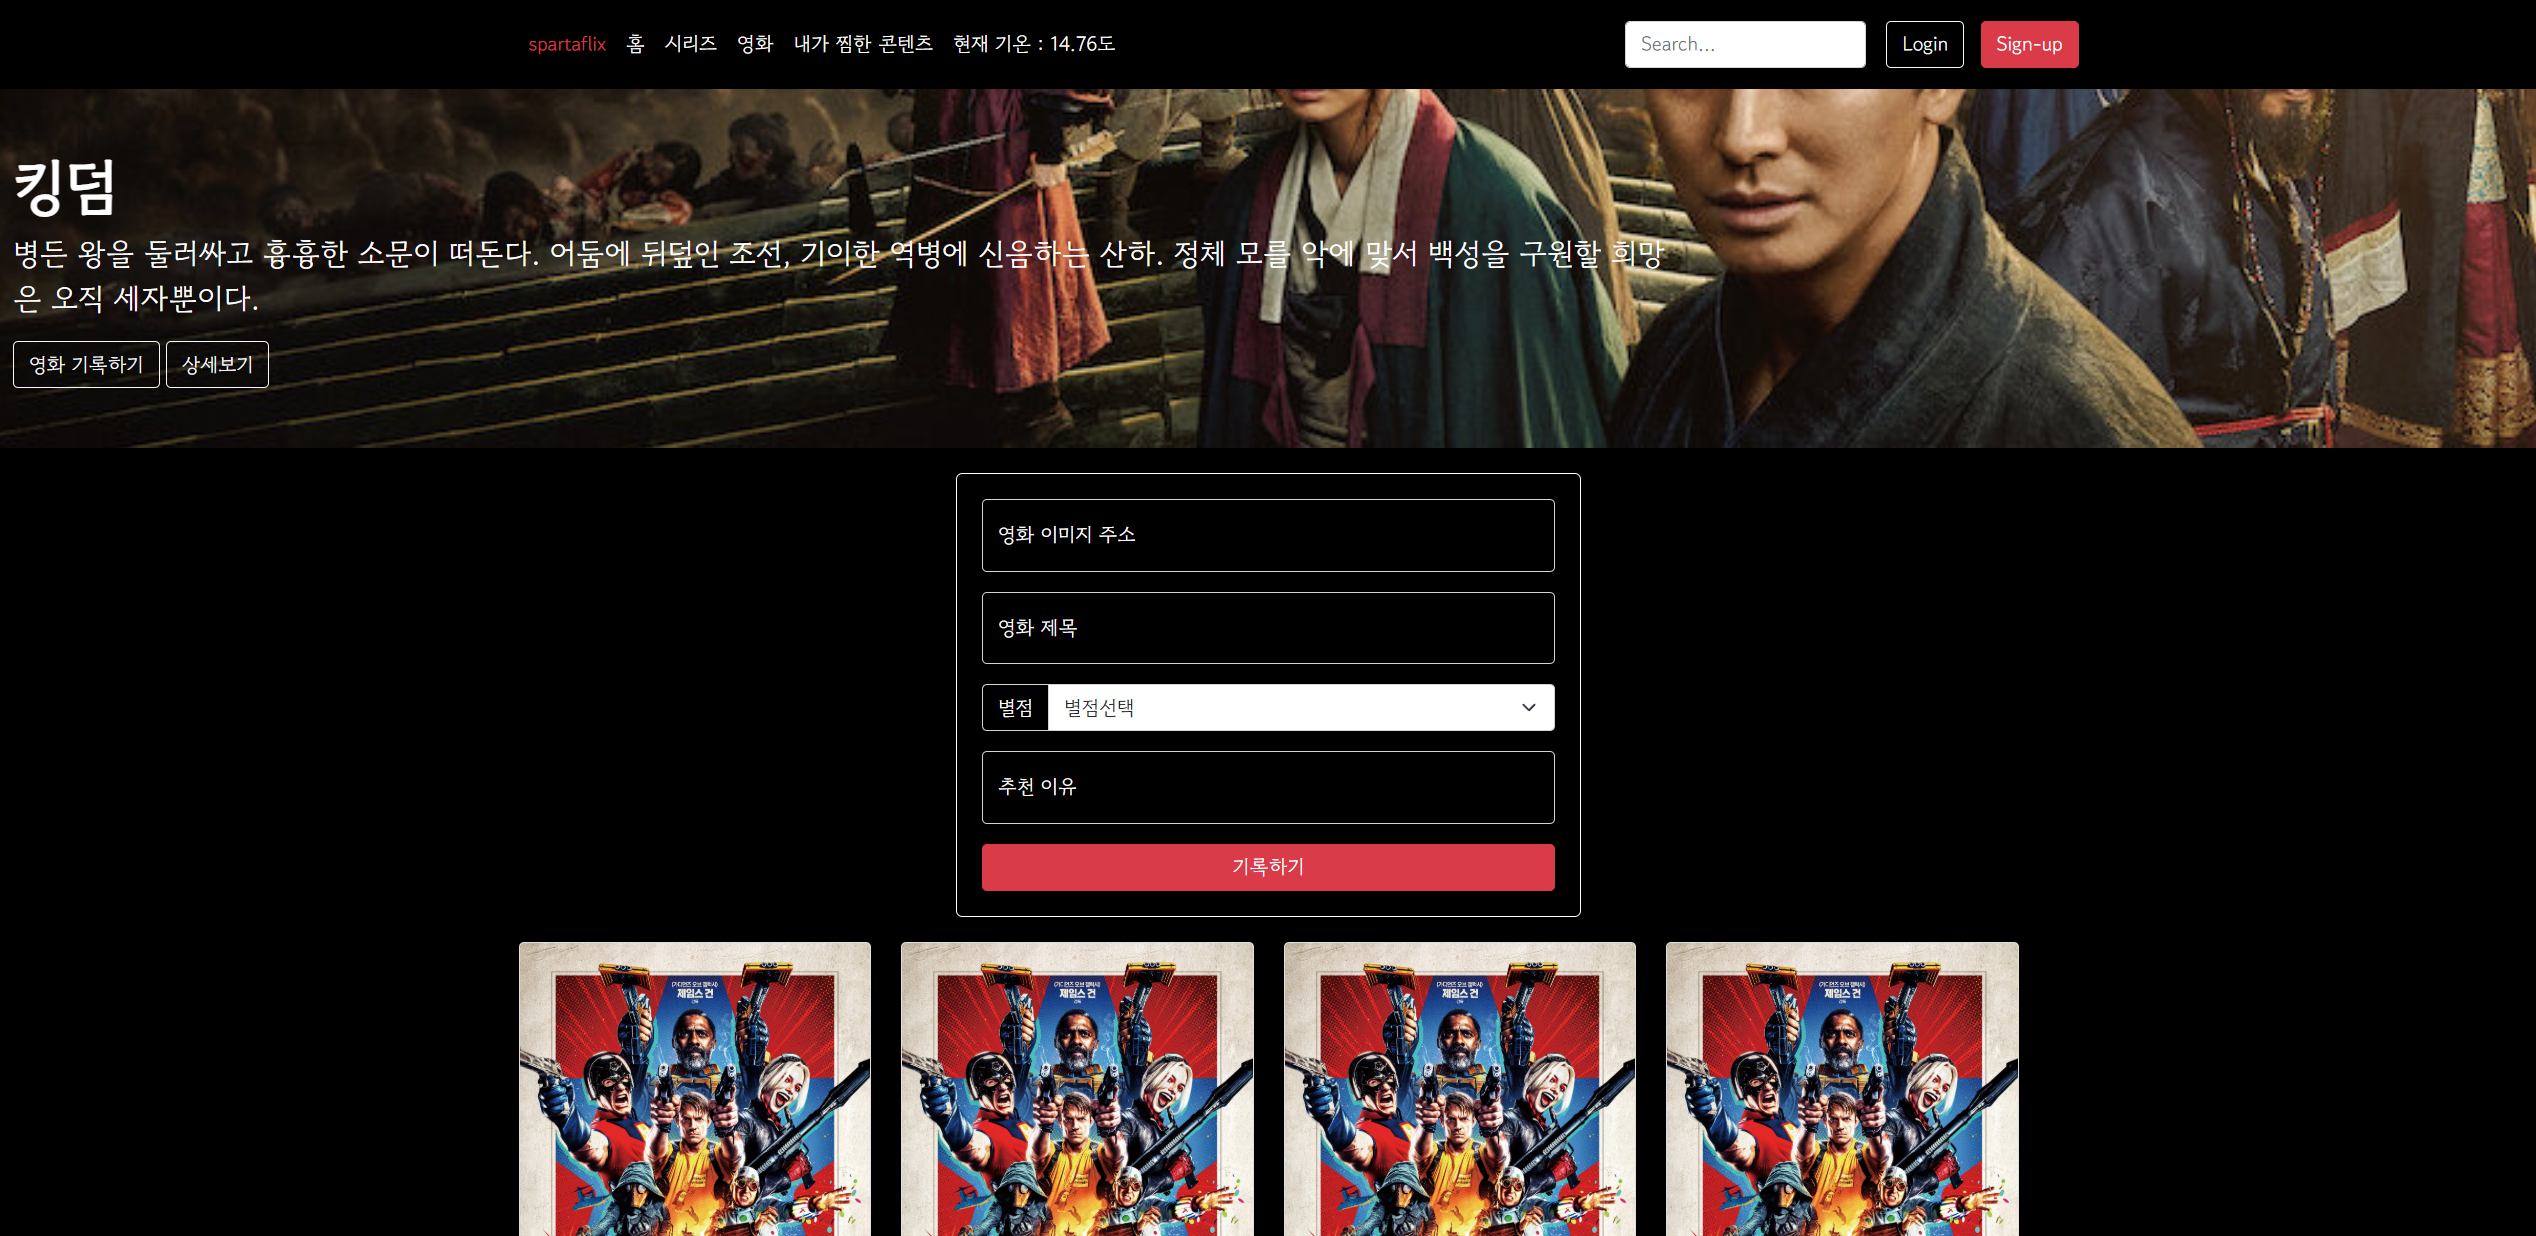 spartaflix 홈 시리즈 영화 내가 찜한 콘텐츠 현재 기온 : 14.76도 Search... Login Sign-up
킹덤
병든 왕을 둘러싸고 흉흉한 소문이 떠돈다. 어둠에 뒤덮인 조선, 기이한 역병에 신음하는 산하. 정체 모를 악에 맞서 백성을 구원할 희망
은 오직 세자뿐이다.
영화 기록하기 상세보기
영화 이미지 주소
영화 제목
별점 별점선택
추천 이유
기록하기
제임스 건 제임스 건 제임스 건 제임스 건